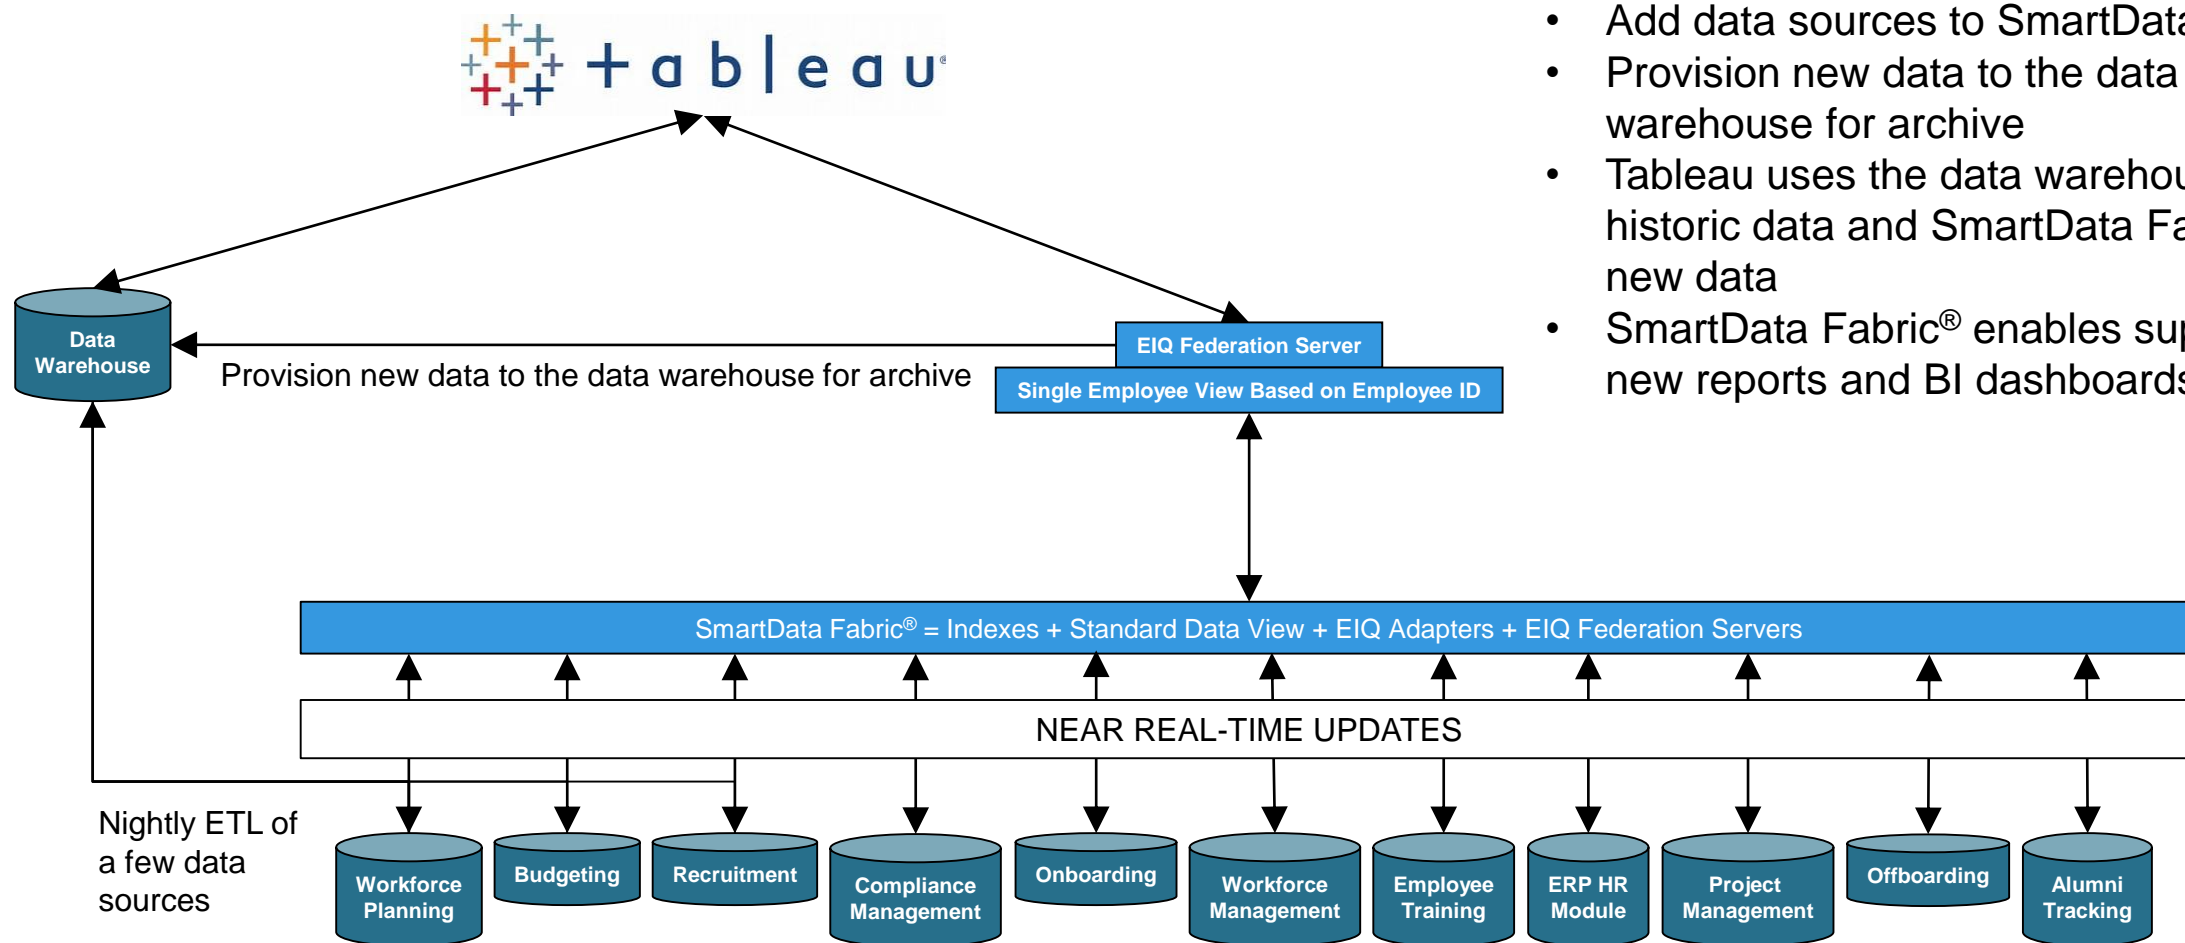 +ableau®
• Add data sources to SmartData
• Provision new data to the data
warehouse for archive
• Tableau uses the data
historic data and SmartData
new data
• SmartData Fabric® enables
new reports and BI dashboards
Data
Warehouse
EIQ Federation Server
Provision new data to the data warehouse for archive
Single Employee View Based on Employee ID
SmartData Fabric® = Indexes + Standard Data View + EIQ Adapters + EIQ Federation Servers
NEAR REAL-TIME UPDATES
Nightly ETL of
a few data
sources
Workforce
Planning
Budgeting
Recruitment
Compliance
Management
Onboarding
Workforce
Management
Employee
Training
ERP HR
Module
Project
Management
Offboarding
Alumni
Tracking